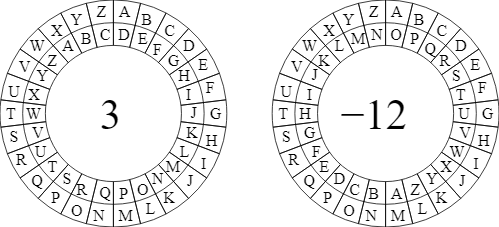 A B C D E F G H I J K L M N O P Q R S T U V W X Y Z
D E F G H I J K L M N O P Q R S T U V W X Y Z A B C
3
A B C D E F G H I J K L M N O P Q R S T U V W X Y Z
O P Q R S T U V W X Y Z A B C D E F G H I J K L M N
−12